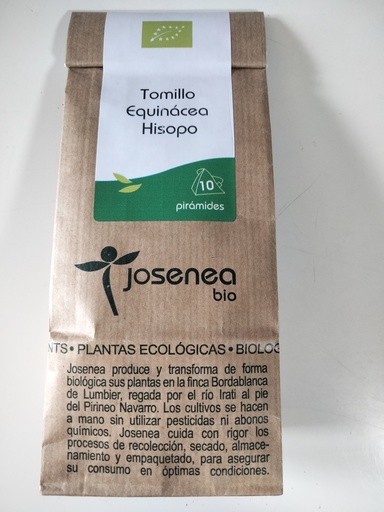 Tomillo
Equinácea
Hisopo
10
pirámides
josenea
bio
NTS • PLANTAS ECOLÓGICAS • BIOLOG
Josenea produce y transforma de forma
biológica sus plantas en la finca Bordablanca
de Lumbier, regada por el río Irati al pie
del Pirineo Navarro. Los cultivos se hacen
a mano sin utilizar pesticidas ni abonos
químicos. Josenea cuida con rigor los
procesos de recolección, secado, almace-
namiento y empaquetado, para asegurar
su consumo en óptimas condiciones.